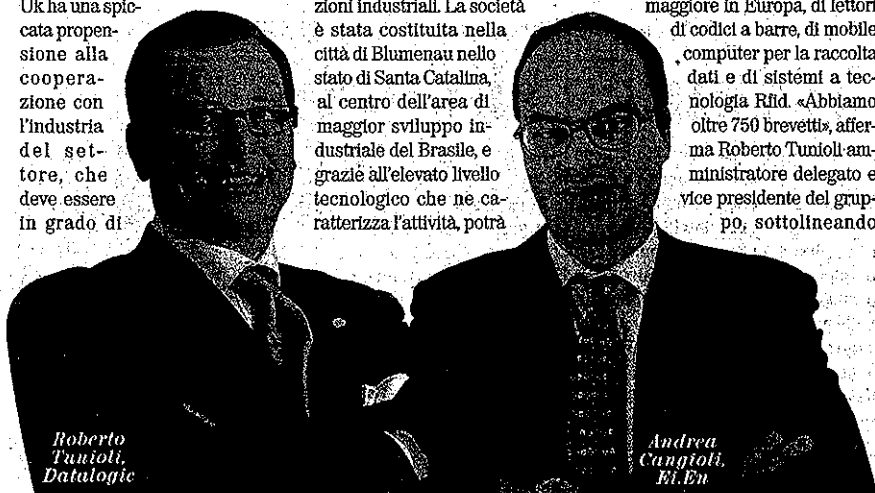 Uk ha una spic-
cata propen-
sione alla
coopera-
zione con
l'industria
del set-
tore, che
deve essere
in grado di
zioni industriali. La società
è stata costituita nella
città di Blumenau nello
stato di Santa Catalina,
al centro dell'area di
maggior sviluppo in-
dustriale del Brasile, e
grazie all'elevato livello
tecnologico che ne ca-
ratterizza l'attività, potrà
maggiore in Europa, di lettori
di codici a barre, di mobile
computer per la raccolta
dati e di sistemi a tec-
nologia Rfid. «Abbiamo
oltre 750 brevetti», affer-
ma Roberto Tunioli am-
ministratore delegato e
vice presidente del grup-
po, sottolineando
Roberto
Tunioli,
Datalogic
Andrea
Cangioli,
El.En